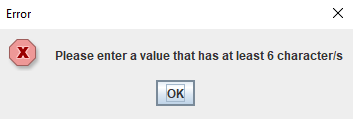 Error
Please enter a value that has at least 6 character/s
OK